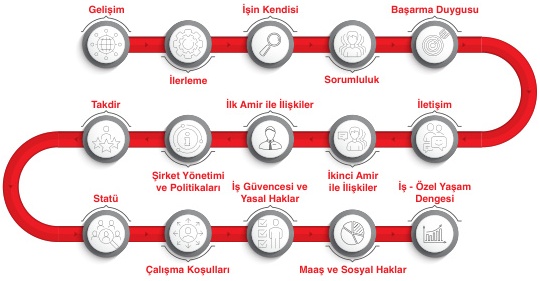 Gelişim
İşin Kendisi
Başarma Duygusu
İlerleme
Sorumluluk
Takdir
İlk Amir ile İlişkiler
İletişim
Şirket Yönetimi
ve Politikaları
İkinci Amir
ile İlişkiler
Statü
İş Güvencesi ve
Yasal Haklar
İş - Özel Yaşam
Dengesi
Çalışma Koşulları
Maaş ve Sosyal Haklar